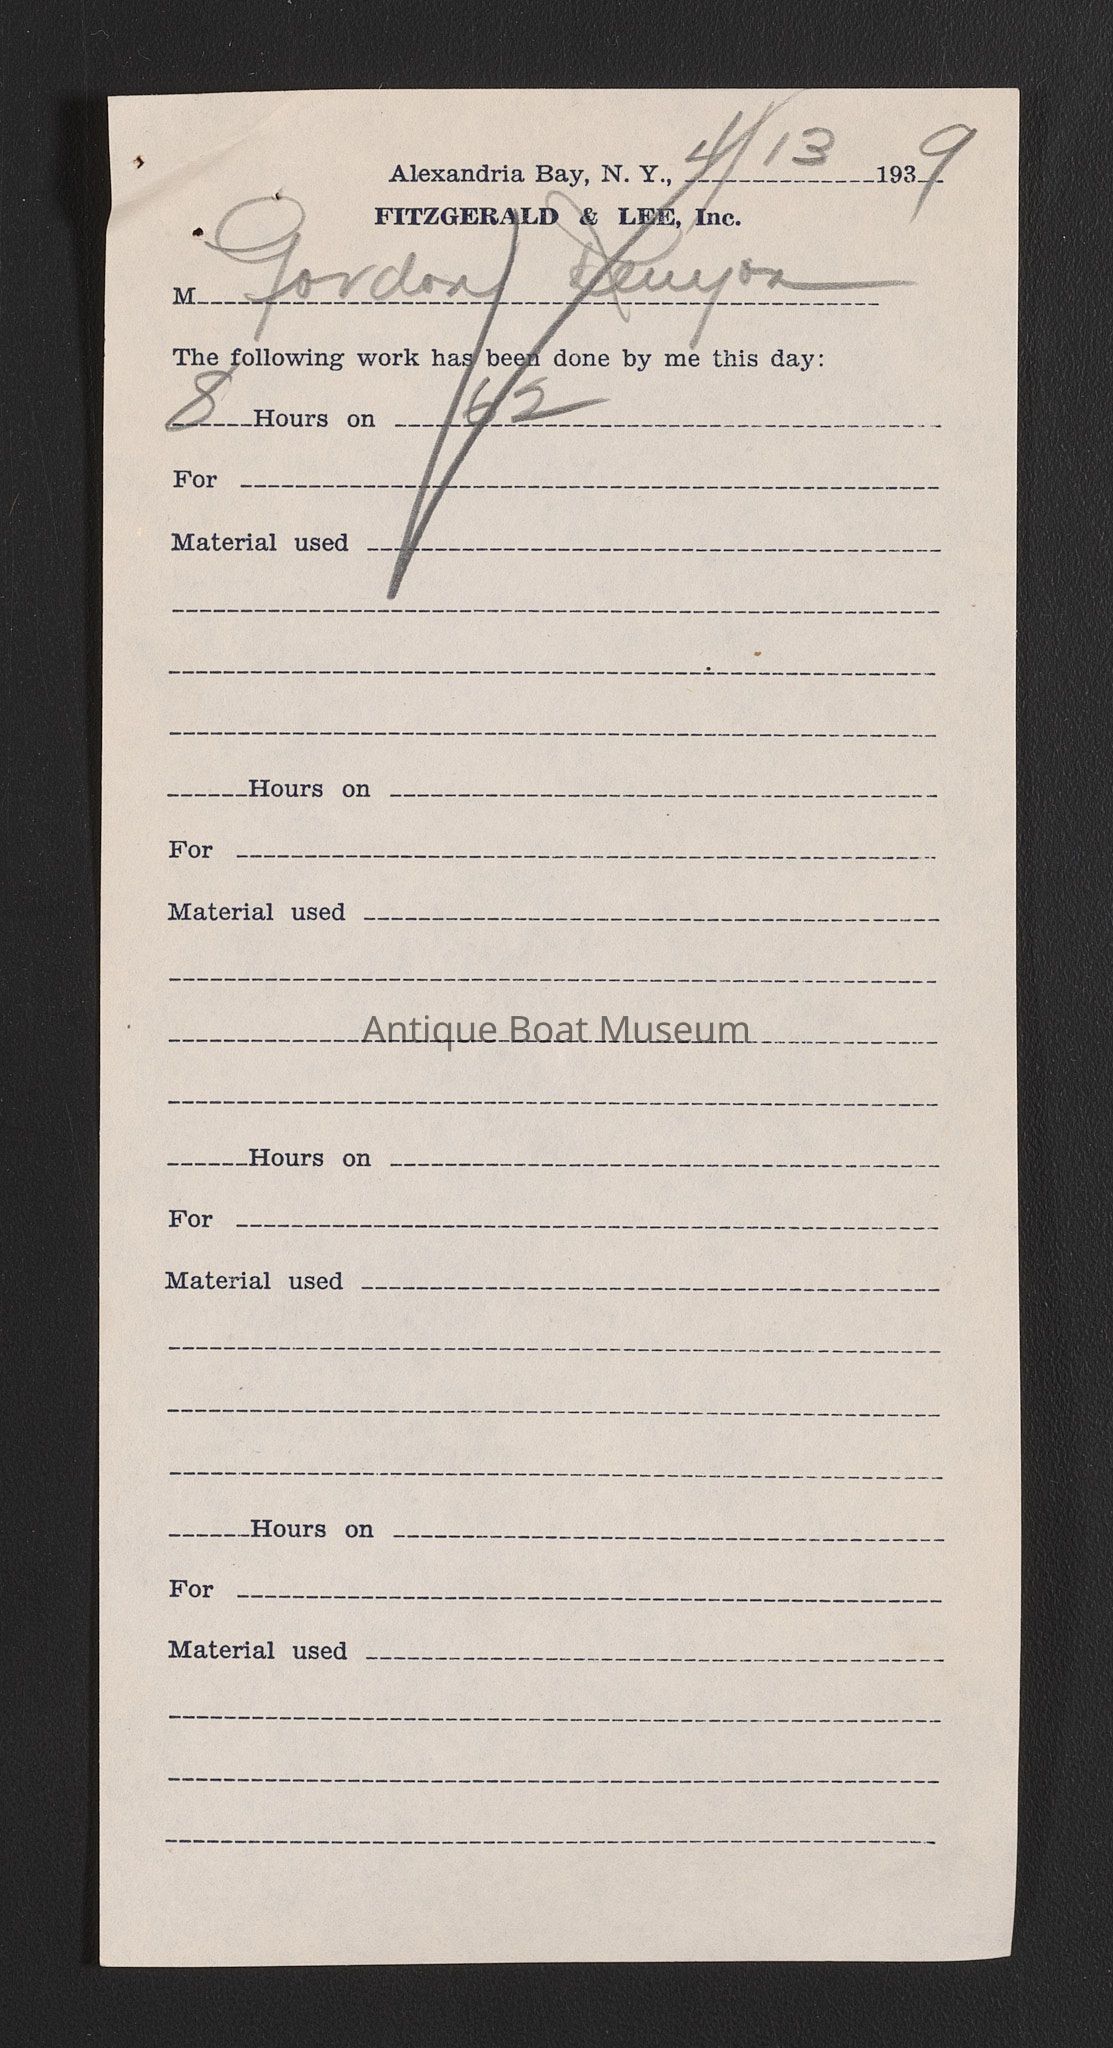 Alexandria Bay, N. Y., 4/13 1939
FITZGERALD & LEE, Inc.
M Gordon Kenyon
The following work has been done by me this day:
8 Hours on 62
For
Material used
Hours on
For
Material used
Antique Boat Museum
Hours on
For
Material used
Hours on
For
Material used